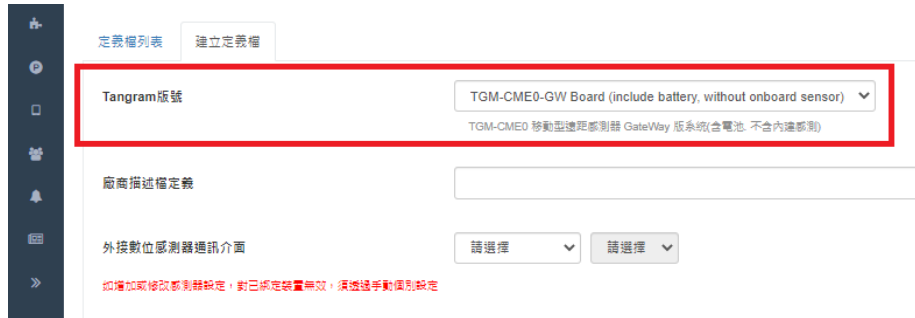 定義檔列表 建立定義檔
Tangram版號 TGM-CME0-GW Board (include battery, without onboard sensor)
TGM-CME0 移動型遠距感測器 GateWay 版系統(含電池, 不含內建感測)
廠商描述檔定義
外接數位感測器通訊介面 請選擇 請選擇
如增加或修改感測器設定，對已綁定裝置無效，須透過手動個別設定